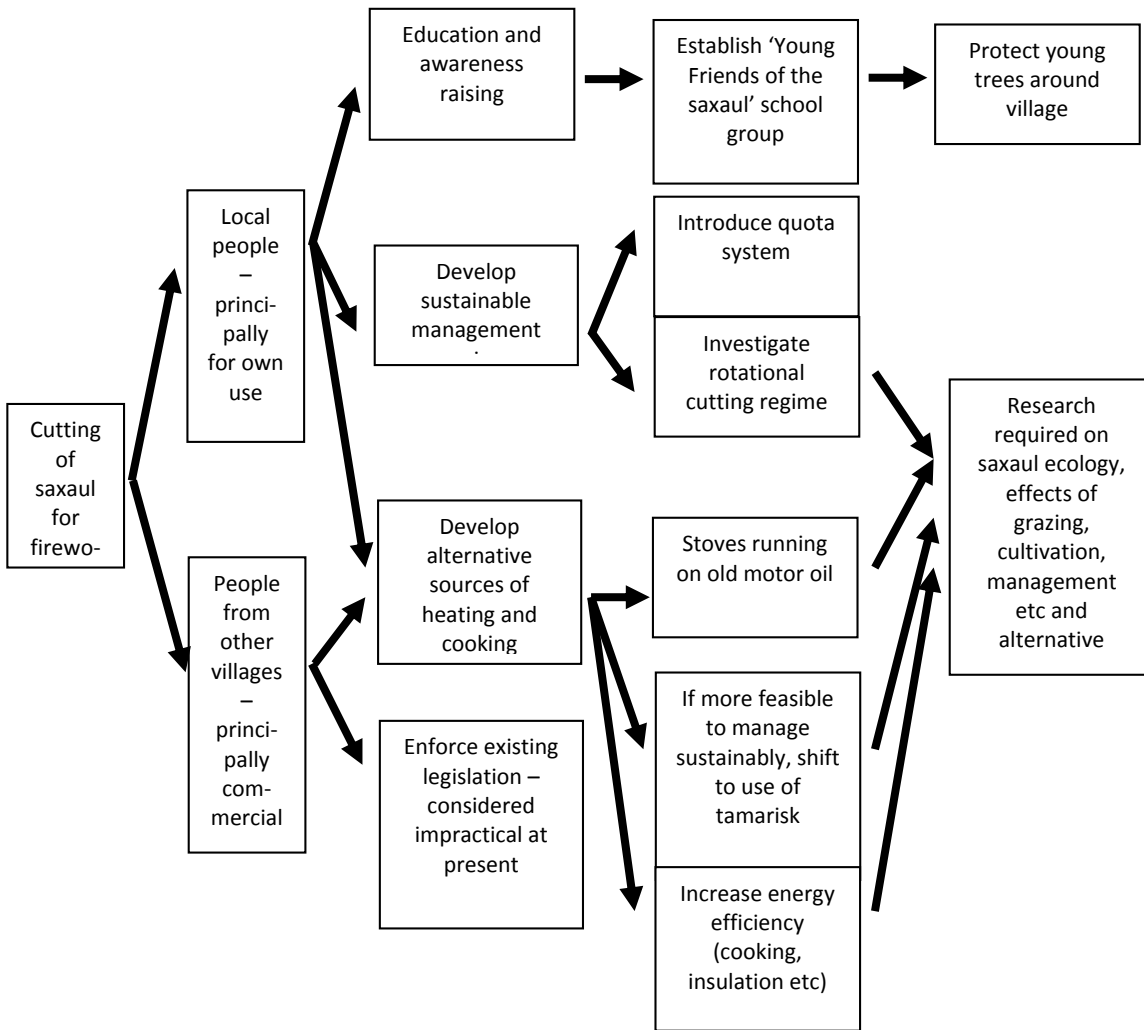 Cutting
of
saxaul
for
firewo-
Local
people
–
princi-
pally
for own
use
People
from
other
villages
–
princi-
pally
com-
mercial
Education and
awareness
raising
Develop
sustainable
management
Develop
alternative
sources of
heating and
cooking
Enforce existing
legislation –
considered
impractical at
present
Establish ‘Young
Friends of the
saxaul’ school
group
Introduce quota
system
Investigate
rotational
cutting regime
Stoves running
on old motor oil
If more feasible
to manage
sustainably, shift
to use of
tamarisk
Increase energy
efficiency
(cooking,
insulation etc)
Protect young
trees around
village
Research
required on
saxaul ecology,
effects of
grazing,
cultivation,
management
etc and
alternative